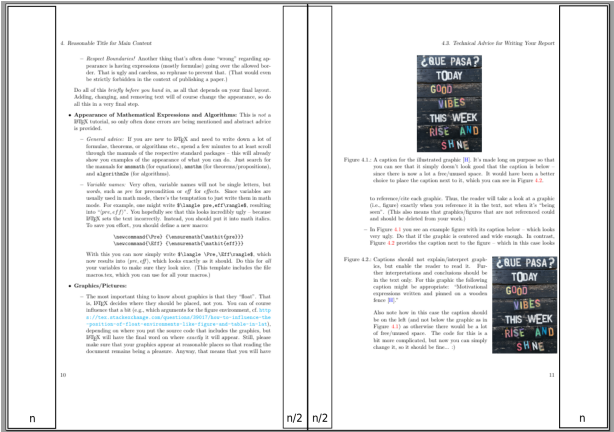 4. Reasonable Title for Main Content
– Respect Boundaries! Another thing that's often done "wrong" regarding ap-
pearance is having expressions (mostly formulae) going over the allowed bor-
der. That is ugly and careless, so rephrase to prevent that. (That would even
be strictly forbidden in the context of publishing a paper.)
Do all of this briefly before you hand in, as all that depends on your final layout.
Adding, changing, and removing text will of course change the appearance, so do
all this in a very final step.
• Appearance of Mathematical Expressions and Algorithms: This is not a
LATEX tutorial, so only often done errors are being mentioned and abstract advice
is provided.
– General advice: If you are new to LATEX and need to write down a lot of
formulae, theorems, or algorithms etc., spend a few minutes to at least scroll
through the manuals of the respective standard packages – this will already
show you examples of the appearance of what you can do. Just search for
the manuals for amsmath (for equations), amsthm (for theorems/propositions),
and algorithm2e (for algorithms).
– Variable names: Very often, variable names will not be single letters, but
words, such as pre for precondition or eff for effects. Since variables are
usually used in math mode, there's the temptation to just write them in math
mode. For example, one might write $\langle pre,eff\rangle$, resulting
into "⟨pre, eff⟩". You hopefully see that this looks incredibly ugly – because
LATEX sets the text incorrectly. Instead, you should put it into math italics.
To save you effort, you should define a new macro:
\newcommand{\Pre} {\ensuremath{\mathit{pre}}}
\newcommand{\Eff} {\ensuremath{\mathit{eff}}}
With this you can now simply write $\langle \Pre,\Eff\rangle$, which
now results into ⟨pre, eff⟩, which looks exactly as it should. Do this for all
your variables to make sure they look nice. (This template includes the file
macros.tex, which you can use for all your macros.)
• Graphics/Pictures:
– The most important thing to know about graphics is that they "float". That
is, LATEX decides where they should be placed, not you. You can of course
influence that a bit (e.g., which arguments for the figure environment, cf. http
s://tex.stackexchange.com/questions/39017/how-to-influence-the
-position-of-float-environments-like-figure-and-table-in-lat),
depending on where you put the source code that includes the graphics, but
LATEX will have the final word on where exactly it will appear. Still, please
make sure that your graphics appear at reasonable places so that reading the
document remains being a pleasure. Anyway, that means that you will have
10
n
n/2
n/2
4.3. Technical Advice for Writing Your Report
¿QUE PASA?
TODAY
GOOD
VIBES
THIS WEEK
RISE AND
SHINE
Figure 4.1.: A caption for the illustrated graphic [H]. It's made long on purpose so that
you can see that it simply doesn't look good that the caption is below –
since there is now a lot a free/unused space. It would have been a better
choice to place the caption next to it, which you can see in Figure 4.2.
to reference/cite each graphic. Thus, the reader will take a look at a graphic
(i.e., figure) exactly when you reference it in the text, not when it's "being
seen". (This also means that graphics/figures that are not referenced could
and should be deleted from your work.)
– In Figure 4.1 you see an example figure with its caption below – which looks
very ugly. Do that if the graphic is centered and wide enough. In contrast,
Figure 4.2 provides the caption next to the figure – which in this case looks
Figure 4.2.: Captions should not explain/interpret graph-
ics, but enable the reader to read it. Fur-
ther interpretations and conclusions should be
in the text only. For this graphic the following
caption might be appropriate: "Motivational
expressions written and pinned on a wooden
fence [H]."
Also note how in this case the caption should
be on the left (and not below the graphic as in
Figure 4.1) as otherwise there would be a lot
of free/unused space. The code for this is a
bit more complicated, but now you can simply
change it, so it should be fine... :)
¿QUE PASA?
TODAY
GOOD
VIBES
THIS WEEK
RISE AND
SHINE
11
n